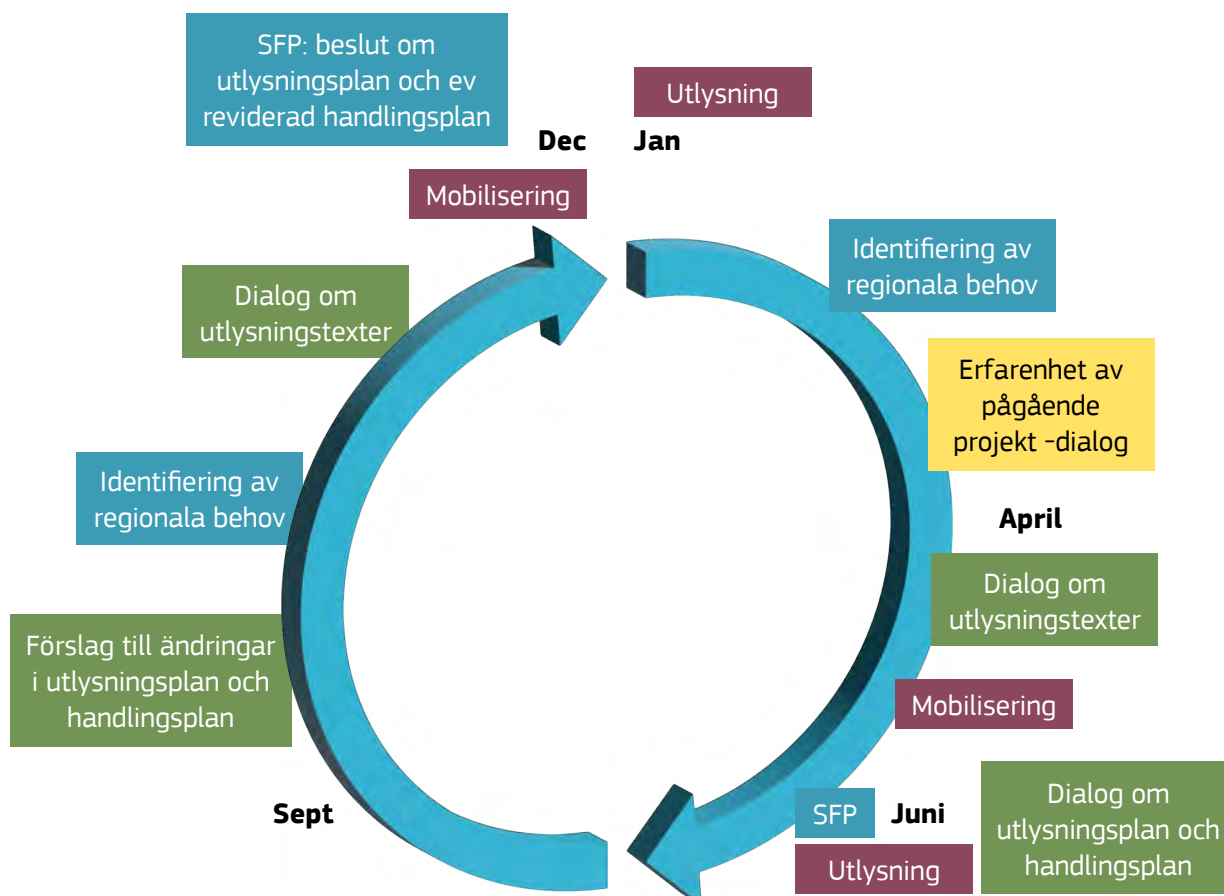 SFP: beslut om
utlysningsplan och ev
reviderad handlingsplan
Utlysning
Dec
Jan
Mobilisering
Identifiering av
regionala behov
Dialog om
utlysningstexter
Erfarenhet av
pågående
projekt -dialog
Identifiering av
regionala behov
April
Dialog om
utlysningstexter
Förslag till ändringar
i utlysningsplan och
handlingsplan
Mobilisering
Sept
SFP
Juni
Utlysning
Dialog om
utlysningsplan och
handlingsplan